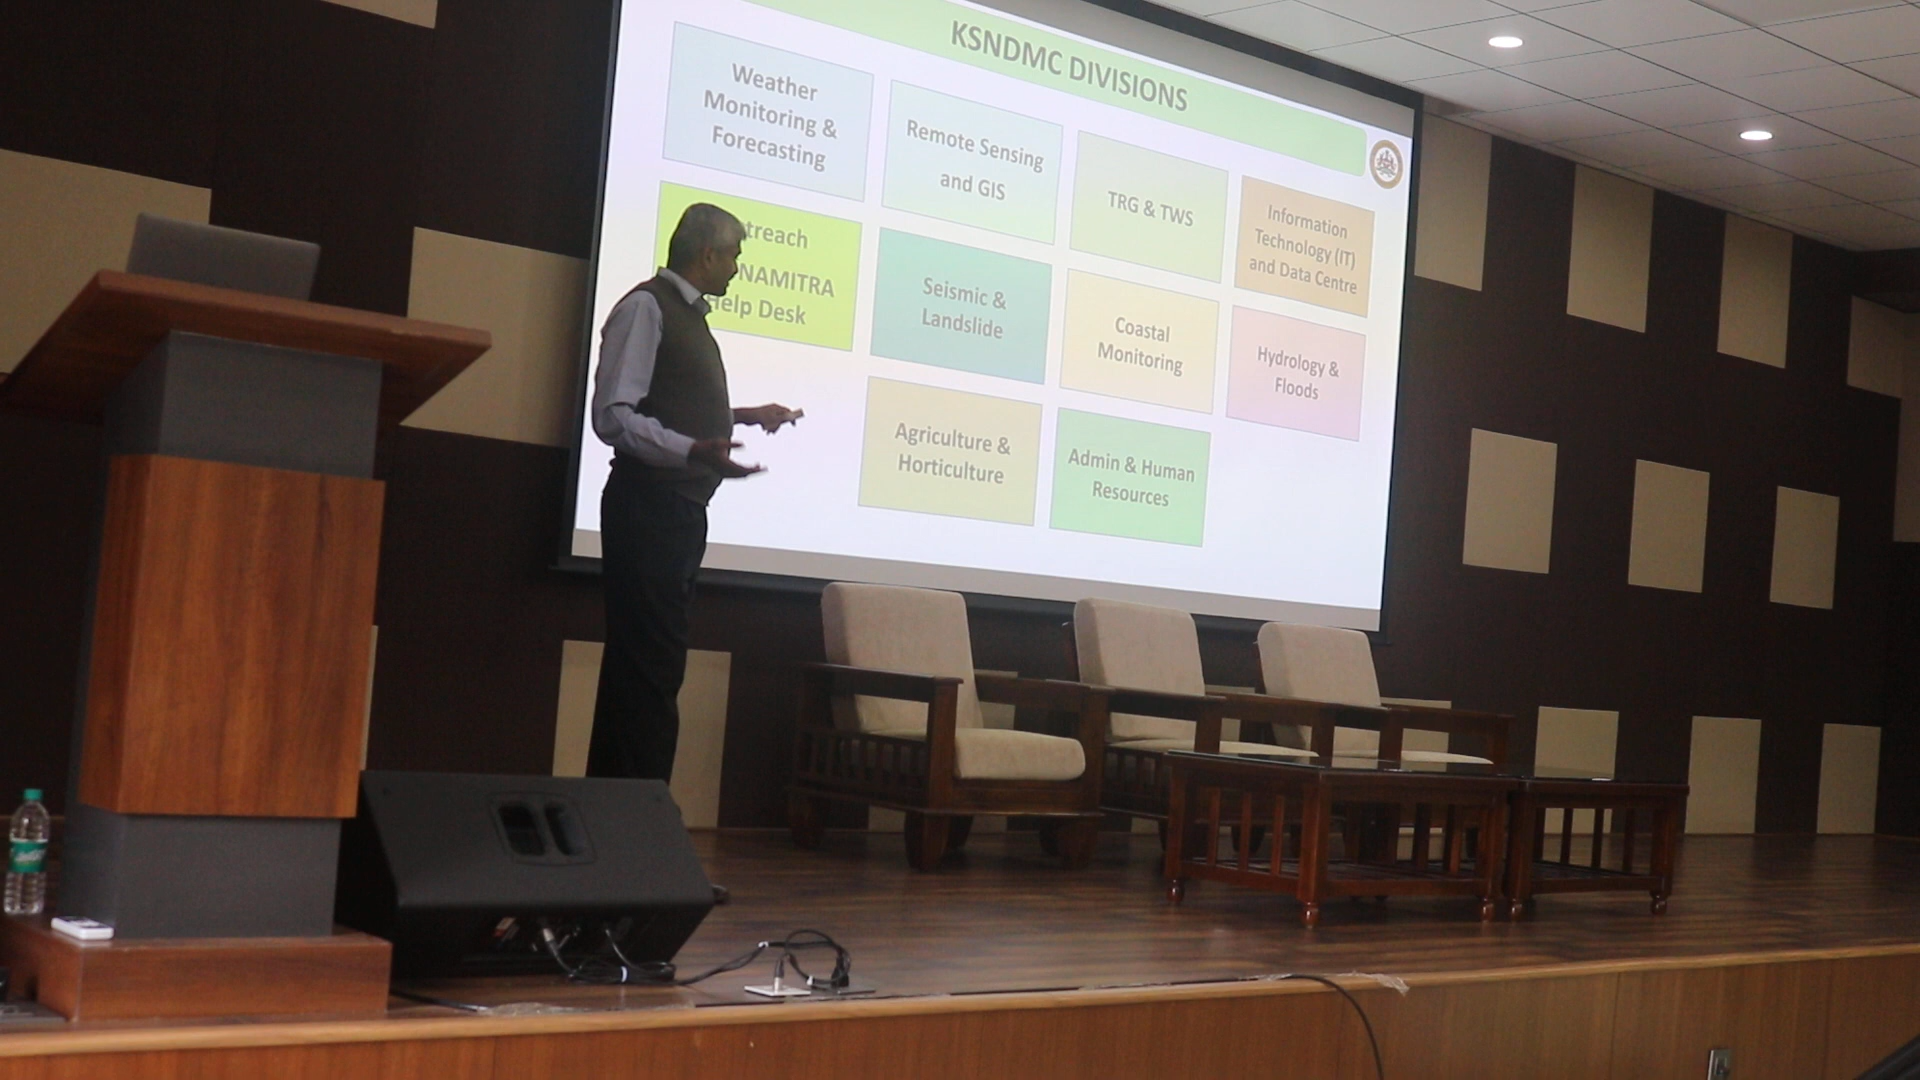 KSNDMC DIVISIONS
Weather
Monitoring &
Forecasting
Remote Sensing
and GIS
TRG & TWS
Information
Technology (IT)
and Data Centre
treach
NAMITRA
Help Desk
Seismic &
Landslide
Coastal
Monitoring
Hydrology &
Floods
Agriculture &
Horticulture
Admin & Human
Resources